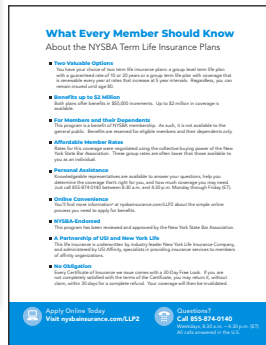 What Every Member Should Know
About the NYSBA Term Life Insurance Plans
Two Valuable Options
You have your choice of two term life insurance plans: a group level term life plan
with a guaranteed rate of 10 or 20 years or a group term life plan with coverage that
is renewable every year at rates that increase at 5 year intervals. Regardless, you can
remain insured until age 80.
Benefits up to $2 Million
Both plans offer benefits in $50,000 increments. Up to $2 million in coverage is
available.
For Members and their Dependents
This program is a benefit of NYSBA membership. As such, it is not available to the
general public. Benefits are reserved for eligible members and their dependents only.
Affordable Member Rates
Rates for this coverage were negotiated using the collective buying power of the New
York State Bar Association. These group rates are often lower than those available to
you as an individual.
Personal Assistance
Knowledgeable representatives are available to answer your questions, help you
determine the coverage that's right for you, and how much coverage you may need.
Just call 855-874-0140 between 8:30 a.m. and 4:30 p.m. Monday through Friday (ET).
Online Convenience
You'll find more information* at nysbainsurance.com/LLP2 about the simple online
process you need to apply for benefits.
NYSBA-Endorsed
This program has been reviewed and approved by the New York State Bar Association.
A Partnership of USI and New York Life
This life insurance is underwritten by industry leader New York Life Insurance Company,
and administered by USI Affinity, specialists in providing insurance services to members
of affinity organizations.
No Obligation
Every Certificate of Insurance we issue comes with a 30-Day Free Look. If you are
not completely satisfied with the terms of the Certificate, you may return it, without
claim, within 30 days for a complete refund. Your coverage will then be invalidated.
Apply Online Today
Visit nysbainsurance.com/LLP2
Questions?
Call 855-874-0140
Weekdays, 8:30 a.m. – 4:30 p.m. (ET)
All calls answered in the U.S.